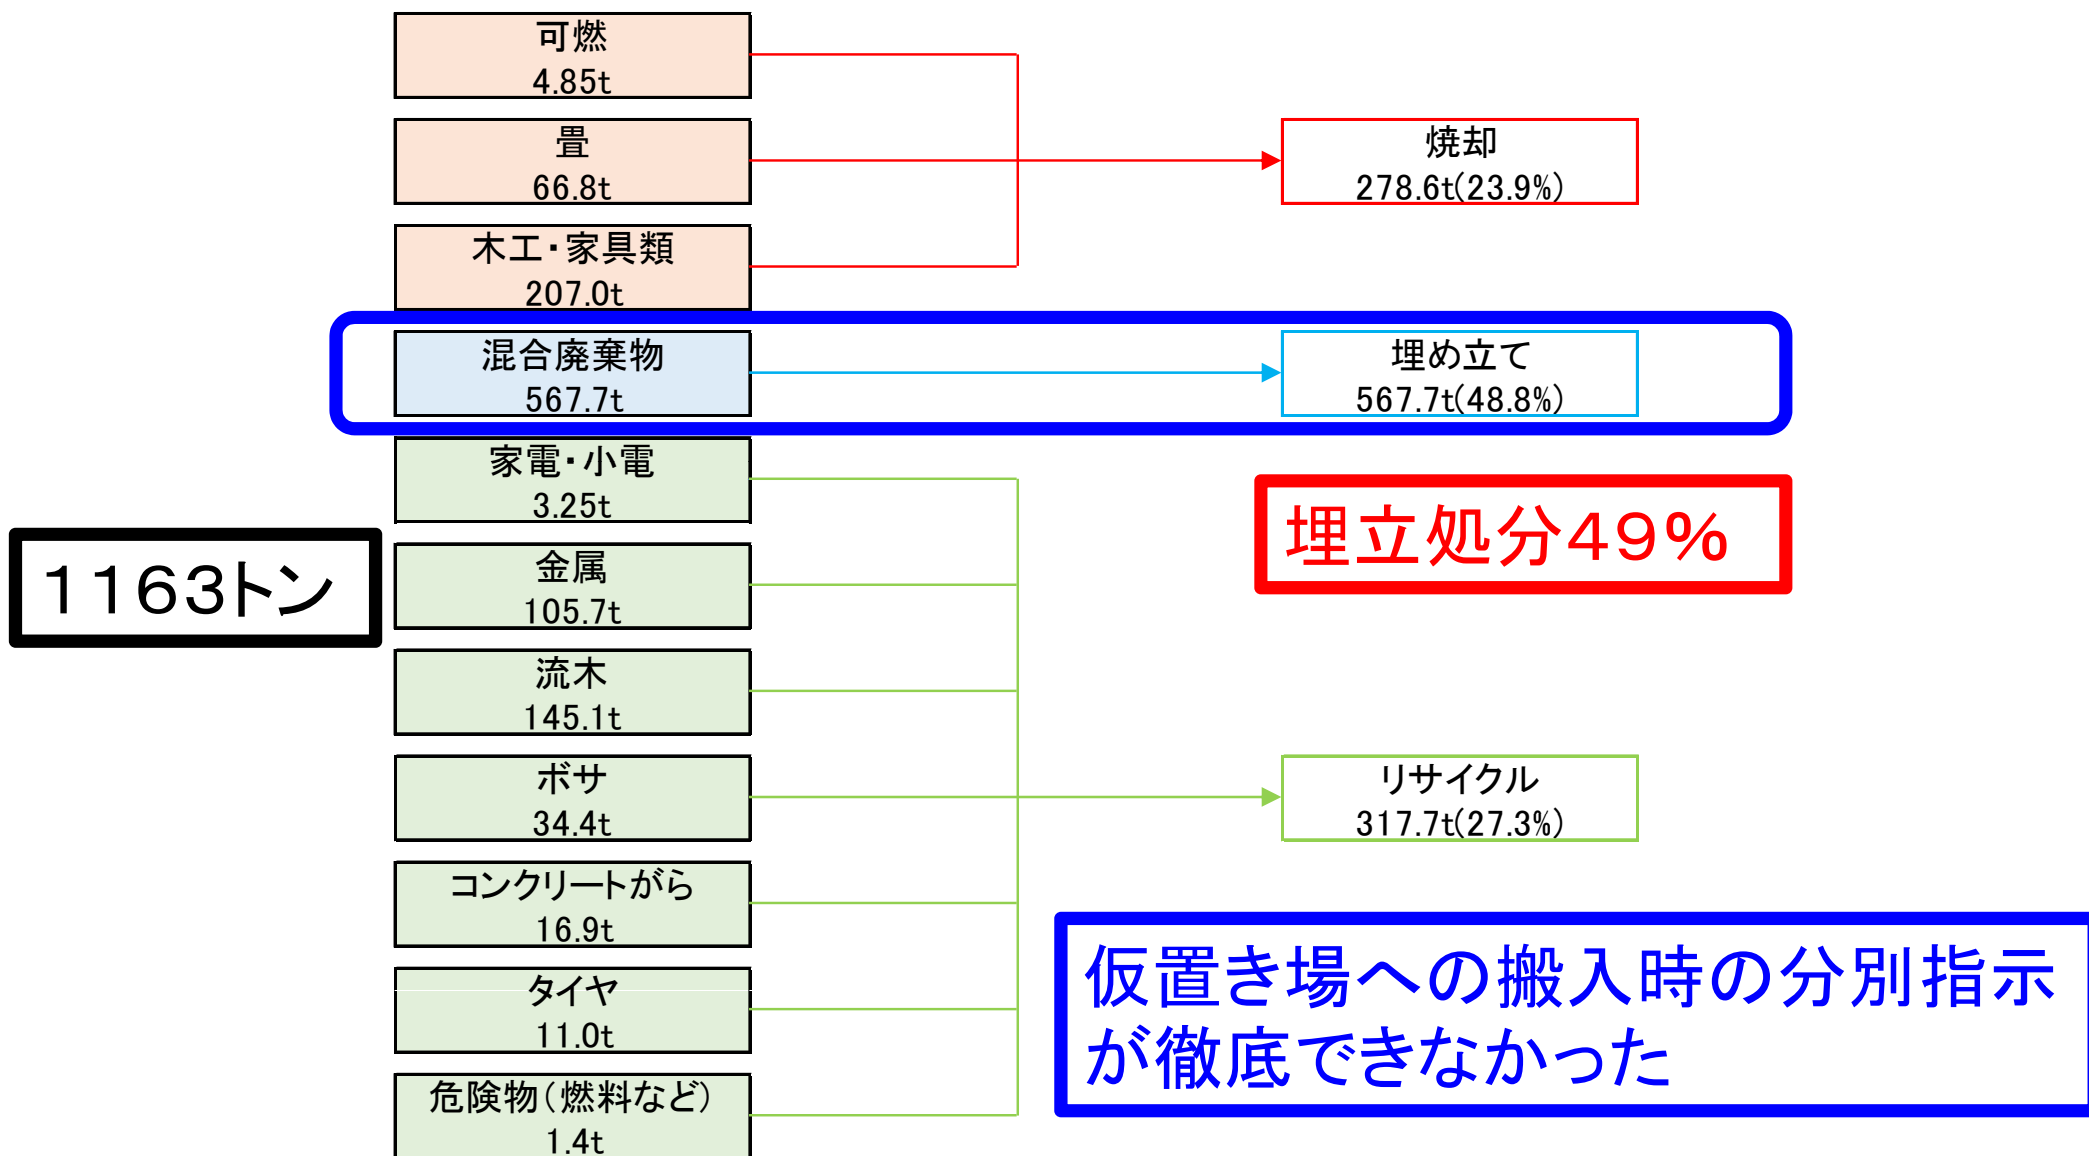 可燃
4.85t
畳
66.8t
木工・家具類
207.0t
焼却
278.6t(23.9%)
混合廃棄物
567.7t
埋め立て
567.7t(48.8%)
家電・小電
3.25t
金属
105.7t
流木
145.1t
ボサ
34.4t
コンクリートがら
16.9t
タイヤ
11.0t
危険物(燃料など)
1.4t
リサイクル
317.7t(27.3%)
1163トン
埋立処分49%
仮置き場への搬入時の分別指示
が徹底できなかった